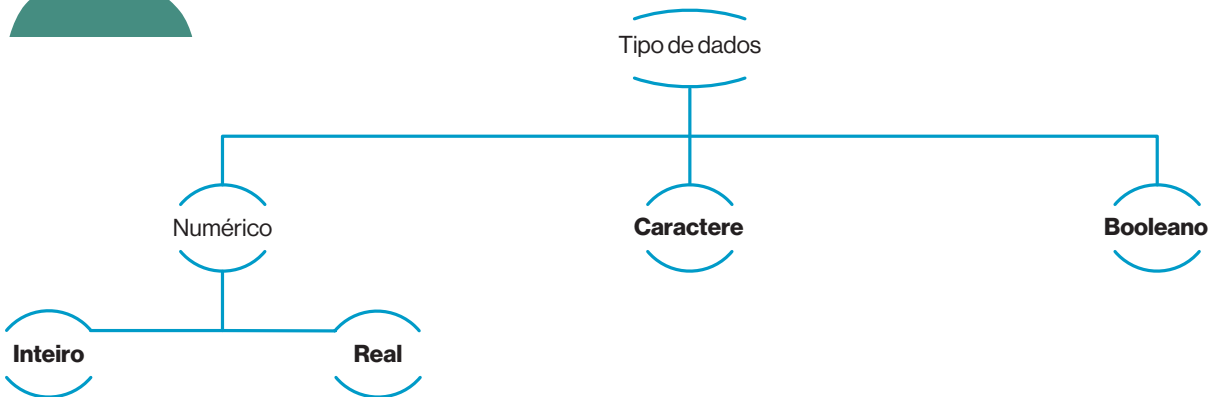 Tipo de dados
Numérico
Caractere
Booleano
Inteiro
Real